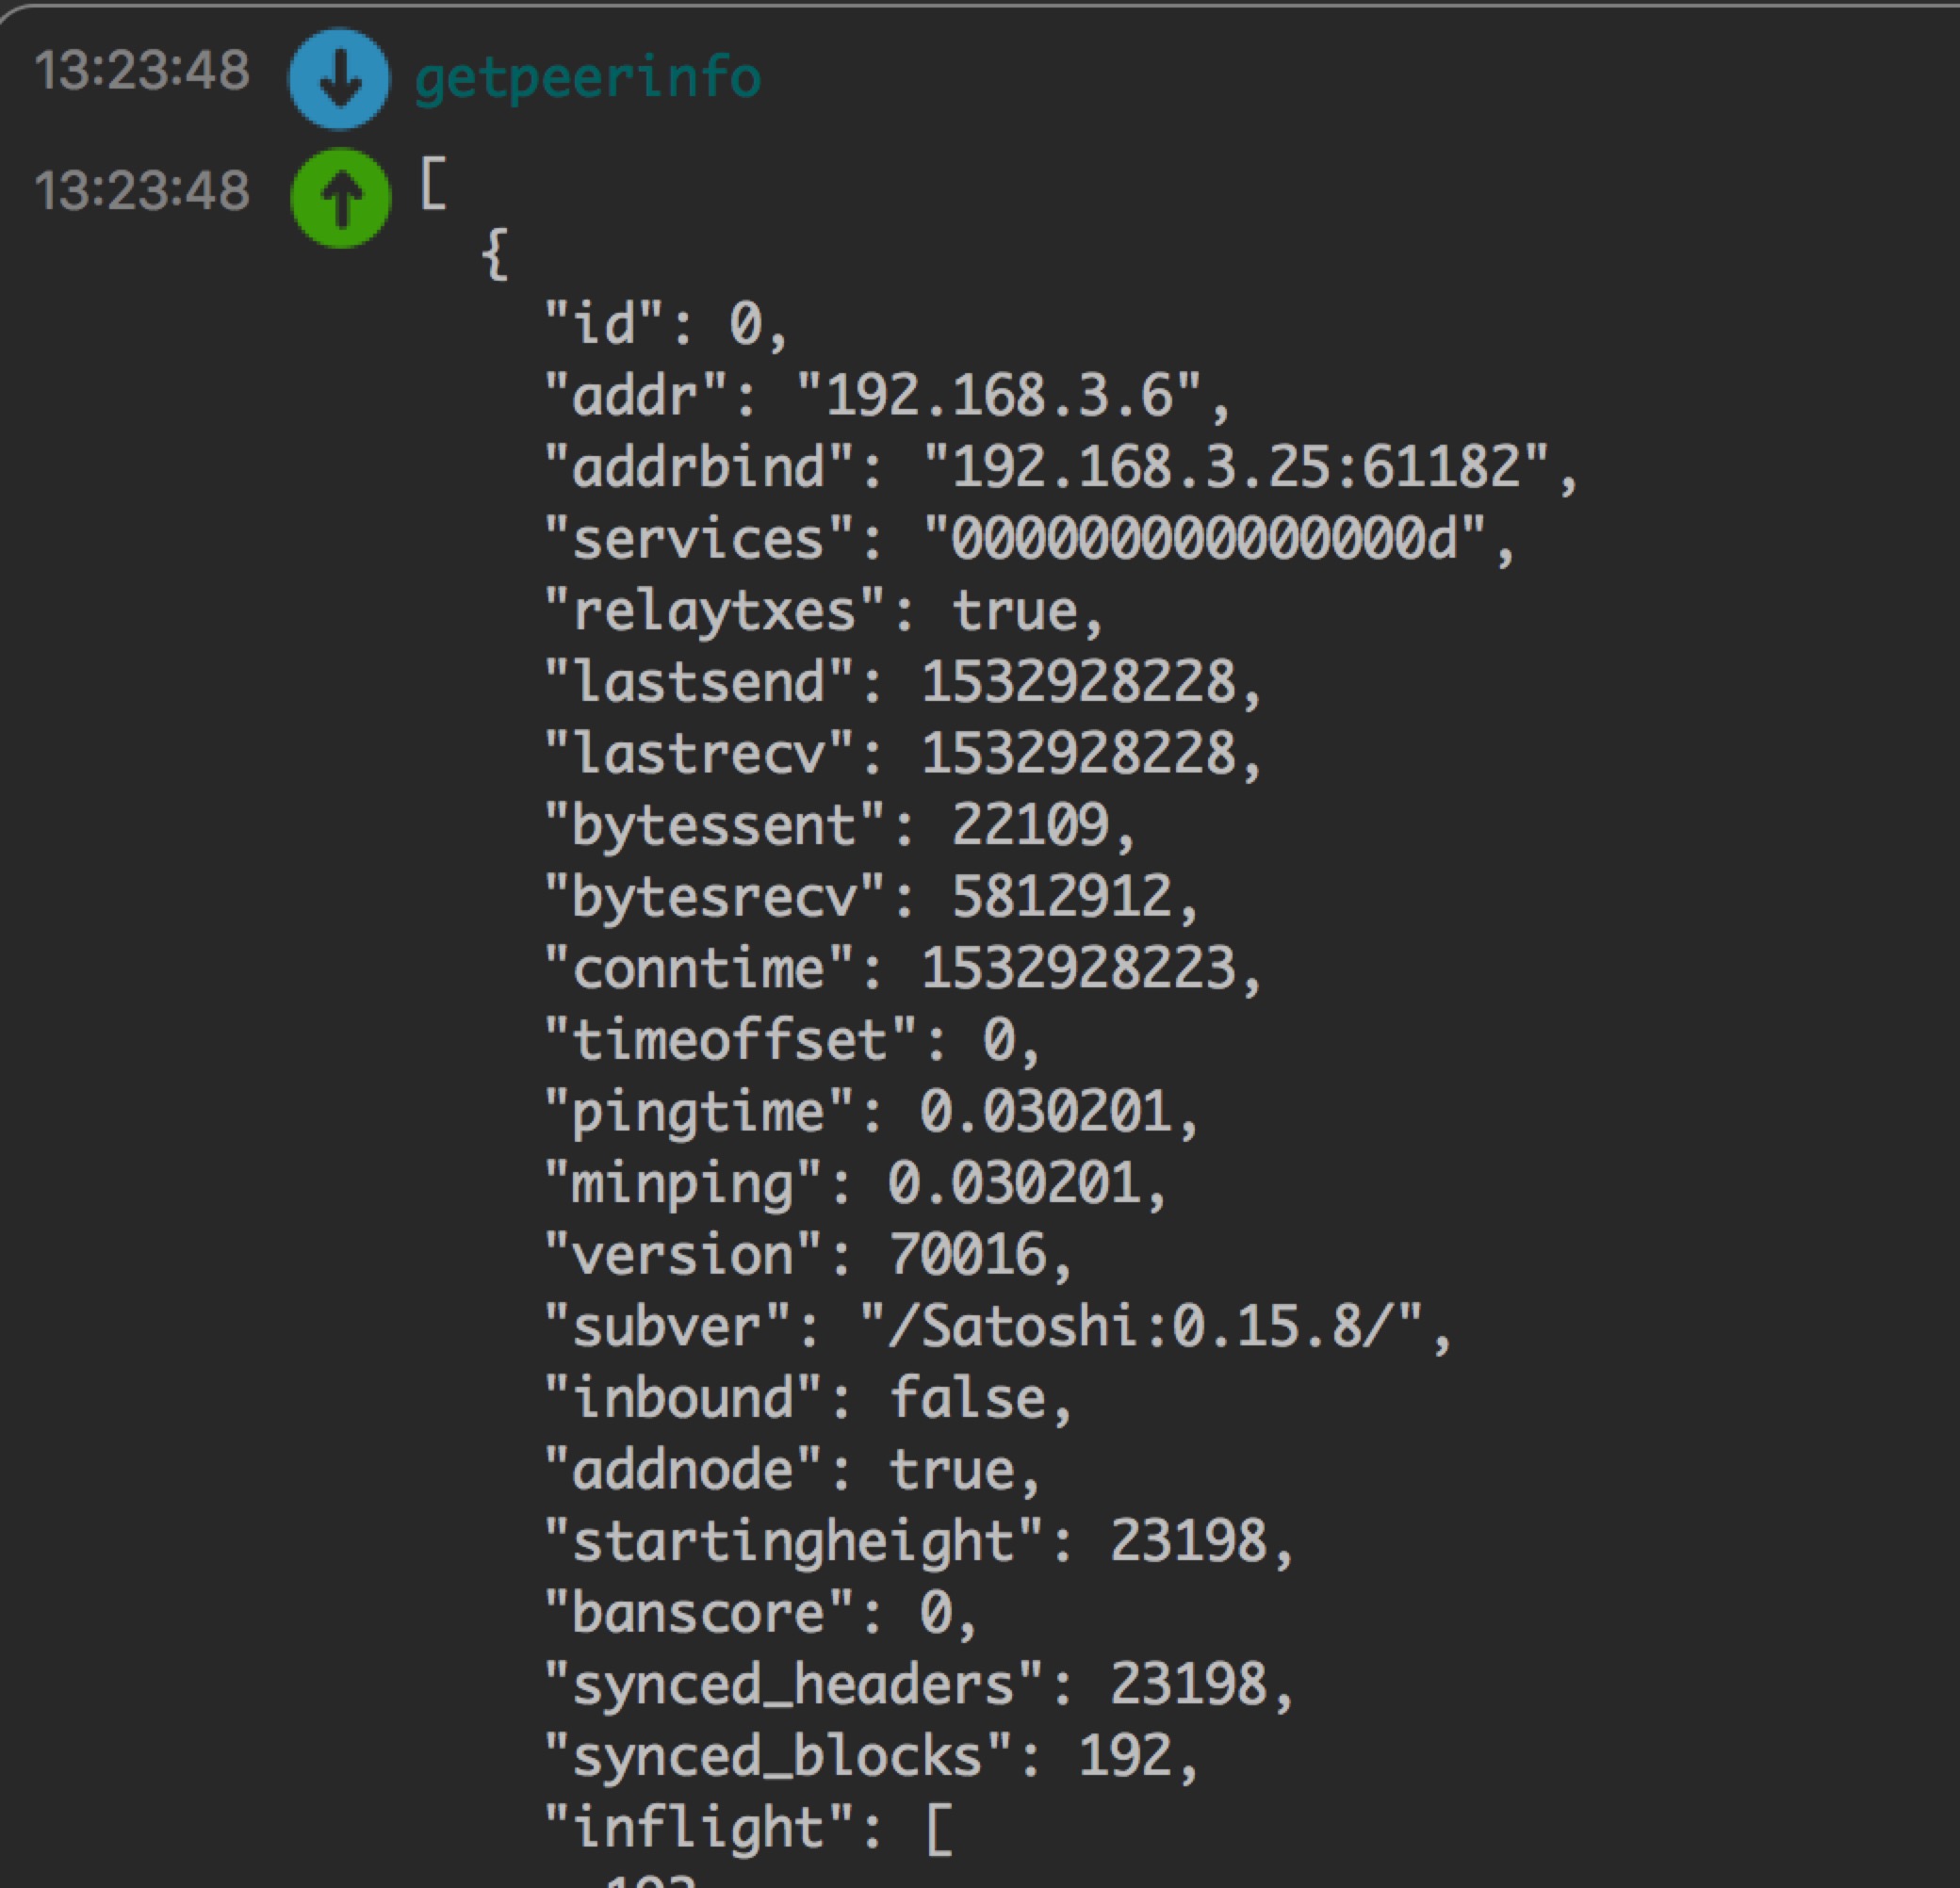 13:23:48 getpeerinfo
13:23:48 [
{
"id": 0,
"addr": "192.168.3.6",
"addrbind": "192.168.3.25:61182",
"services": "000000000000000d",
"relaytxes": true,
"lastsend": 1532928228,
"lastrecv": 1532928228,
"bytessent": 22109,
"bytesrecv": 5812912,
"conntime": 1532928223,
"timeoffset": 0,
"pingtime": 0.030201,
"minping": 0.030201,
"version": 70016,
"subver": "/Satoshi:0.15.8/",
"inbound": false,
"addnode": true,
"startingheight": 23198,
"banscore": 0,
"synced_headers": 23198,
"synced_blocks": 192,
"inflight": [